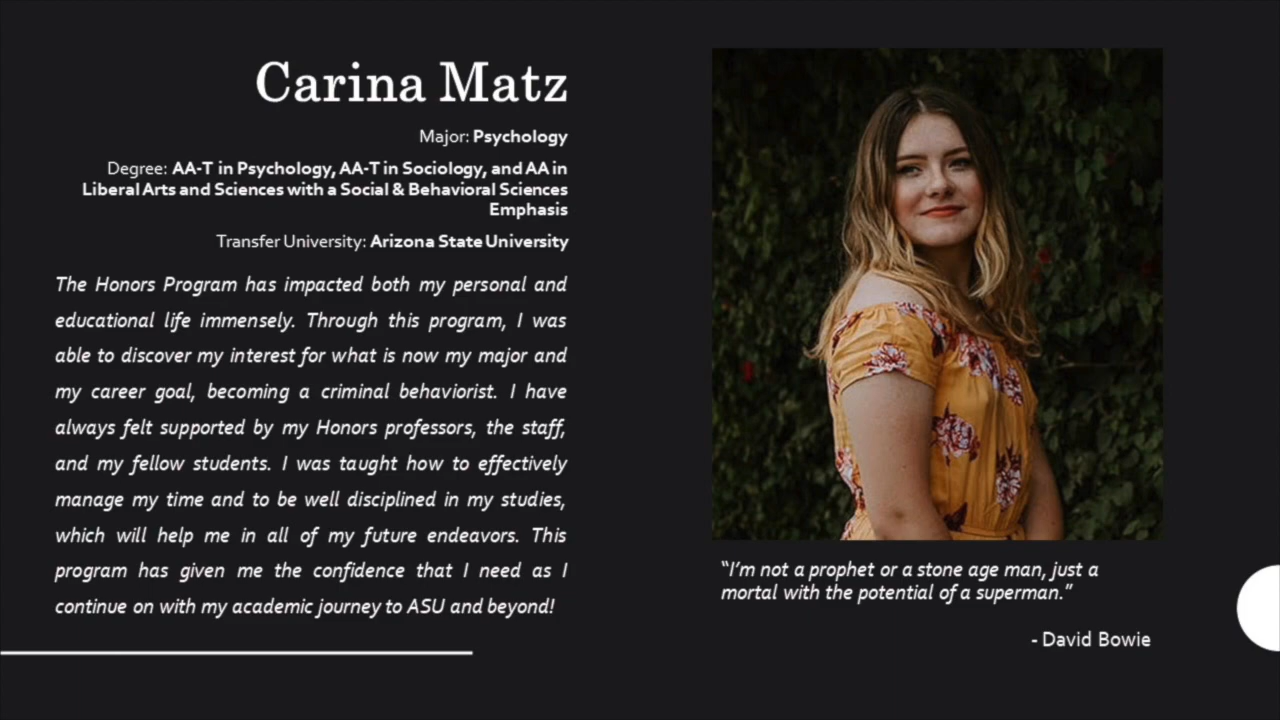 Carina Matz
Major: Psychology
Degree: AA-T in Psychology, AA-T in Sociology, and AA in
Liberal Arts and Sciences with a Social & Behavioral Sciences
Emphasis
Transfer University: Arizona State University
The Honors Program has impacted both my personal and
educational life immensely. Through this program, I was
able to discover my interest for what is now my major and
my career goal, becoming a criminal behaviorist. I have
always felt supported by my Honors professors, the staff,
and my fellow students. I was taught how to effectively
manage my time and to be well disciplined in my studies,
which will help me in all of my future endeavors. This
program has given me the confidence that I need as I
continue on with my academic journey to ASU and beyond!
“I’m not a prophet or a stone age man, just a
mortal with the potential of a superman.”
- David Bowie